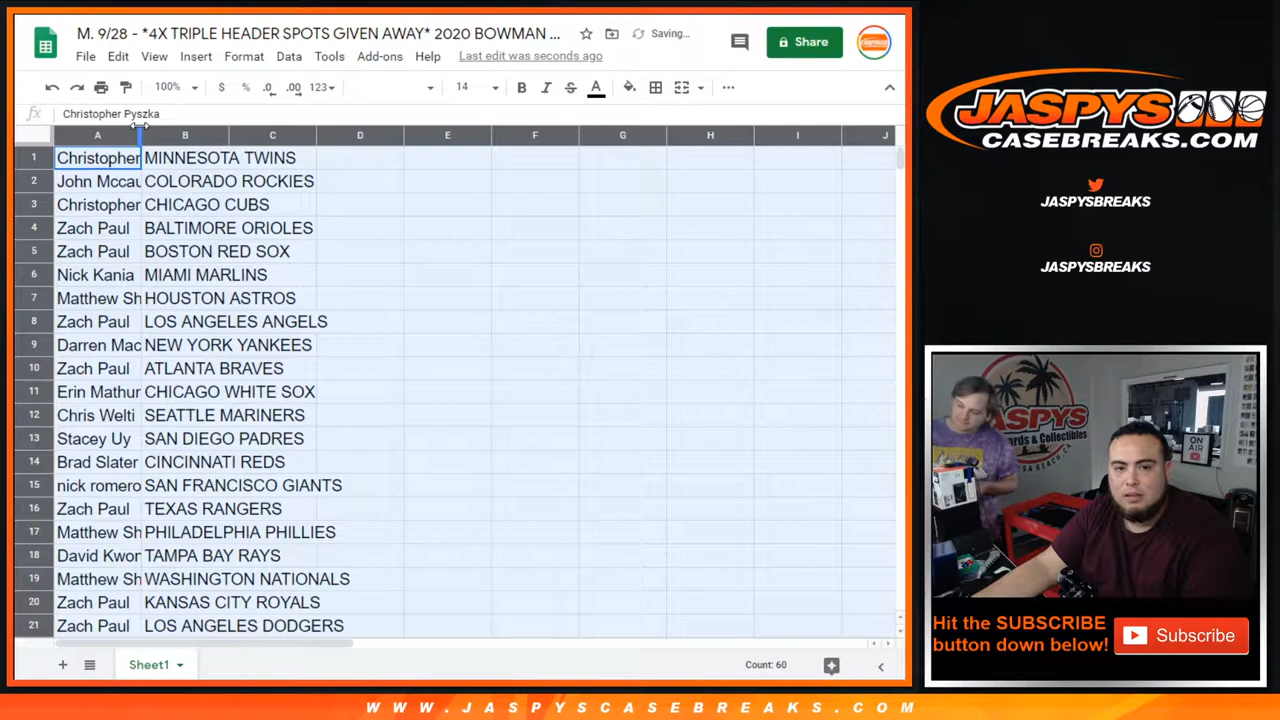 M. 9/28 - *4X TRIPLE HEADER SPOTS GIVEN AWAY* 2020 BOWMAN ...
Saving...
Share
File Edit View Insert Format Data Tools Add-ons Help Last edit was seconds ago
100% $ % .0 .00 123 14 B I S A
fx Christopher Pyszka
A B C D E F G H I J
1 Christopher MINNESOTA TWINS
2 John Mccau COLORADO ROCKIES
3 Christopher CHICAGO CUBS
4 Zach Paul BALTIMORE ORIOLES
5 Zach Paul BOSTON RED SOX
6 Nick Kania MIAMI MARLINS
7 Matthew Sh HOUSTON ASTROS
8 Zach Paul LOS ANGELES ANGELS
9 Darren Mac NEW YORK YANKEES
10 Zach Paul ATLANTA BRAVES
11 Erin Mathur CHICAGO WHITE SOX
12 Chris Welti SEATTLE MARINERS
13 Stacey Uy SAN DIEGO PADRES
14 Brad Slater CINCINNATI REDS
15 nick romero SAN FRANCISCO GIANTS
16 Zach Paul TEXAS RANGERS
17 Matthew Sh PHILADELPHIA PHILLIES
18 David Kwon TAMPA BAY RAYS
19 Matthew Sh WASHINGTON NATIONALS
20 Zach Paul KANSAS CITY ROYALS
21 Zach Paul LOS ANGELES DODGERS
Sheet1
Count: 60
JASPYS
CASEBREAKS.COM
JASPYSBREAKS
JASPYSBREAKS
JASPYS
ON AIR
Hit the SUBSCRIBE
button down below!
Subscribe
WWW.JASPYSCASEBREAKS.COM